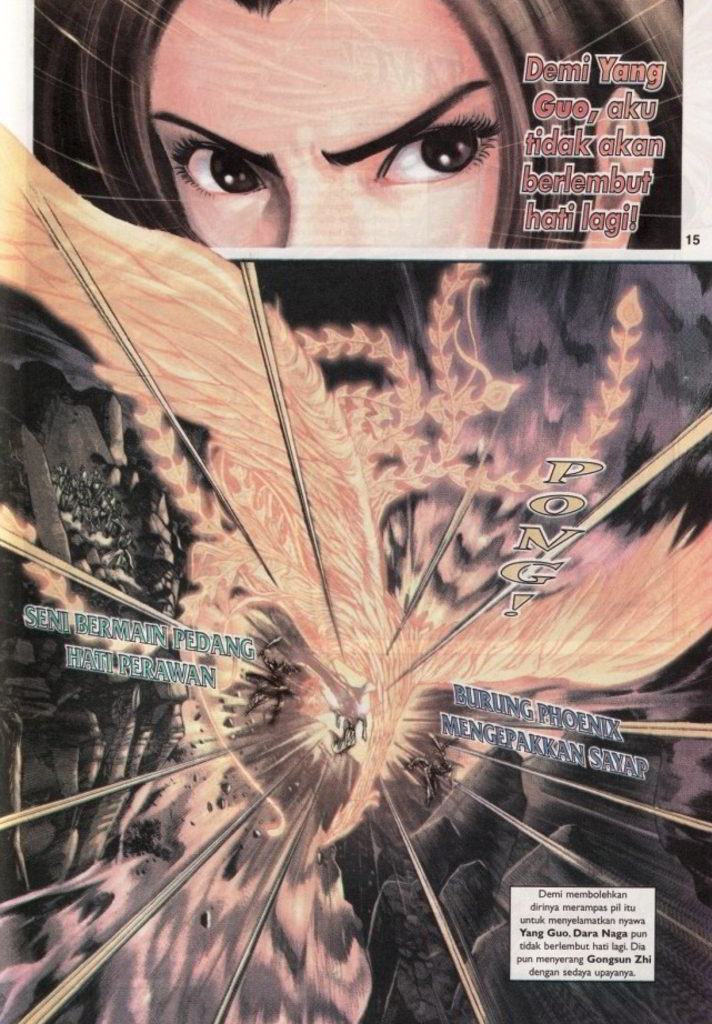 Demi Yang
Guo, aku
tidak akan
berlembut
hati lagi!
15
PONG!
SENI BERMAIN PEDANG
HATI PERAWAN
BURUNG PHOENIX
MENGEPAKKAN SAYAP
Demi membolehkan
dirinya merampas pil itu
untuk menyelamatkan nyawa
Yang Guo, Dara Naga pun
tidak berlembut hati lagi. Dia
pun menyerang Gongsun Zhi
dengan sedaya upayanya.